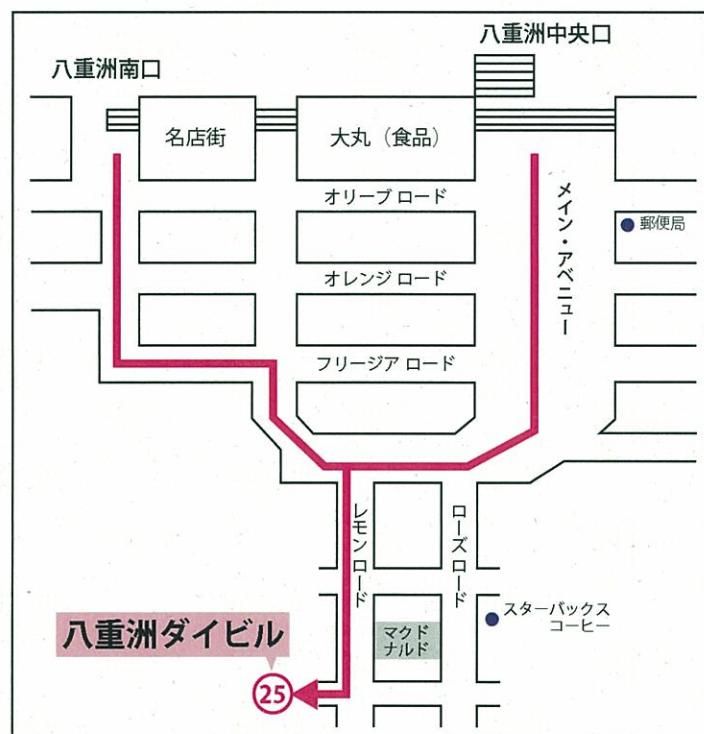 八重洲中央口
八重洲南口
名店街
大丸（食品）
オリーブ ロード
メイン・アベニュー
郵便局
オレンジ ロード
フリージア ロード
レモン ロード
ローズ ロード
スターバックス
コーヒー
八重洲ダイビル
マクド
ナルド
25